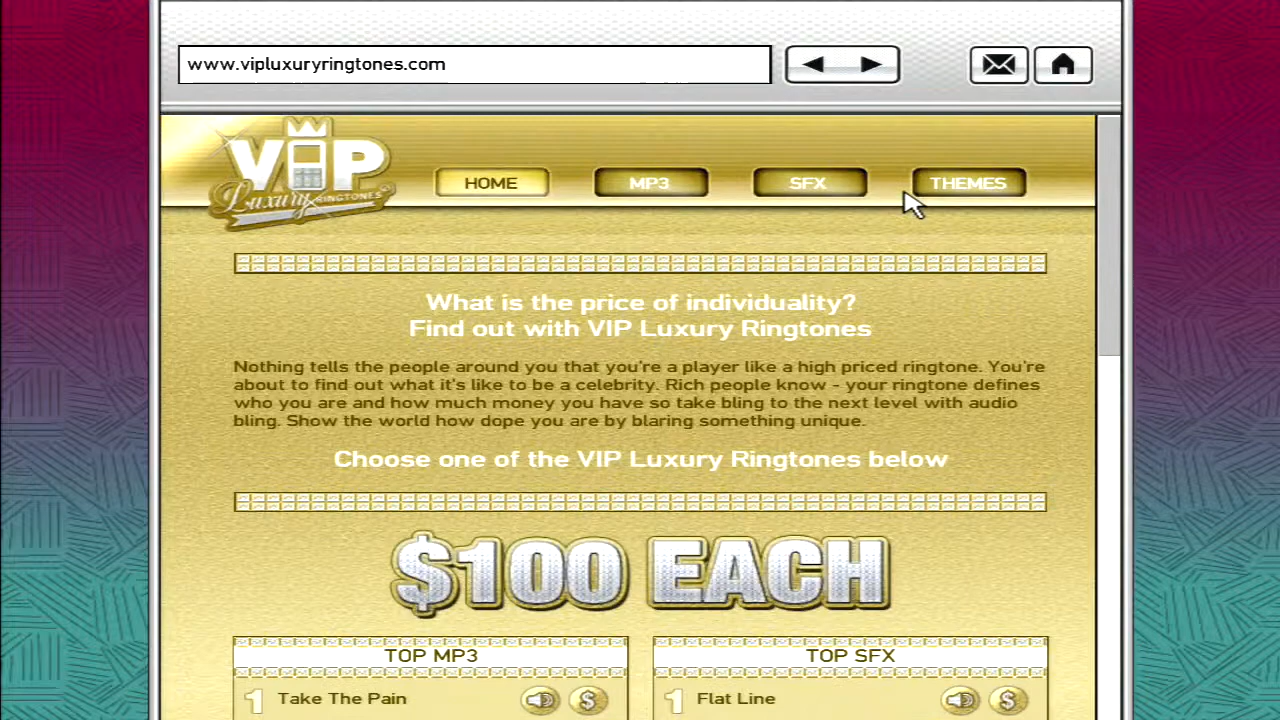 www.vipluxuryringtones.com
VIP
Luxury RINGTONES
HOME
MP3
SFX
THEMES
What is the price of individuality?
Find out with VIP Luxury Ringtones
Nothing tells the people around you that you're a player like a high priced ringtone. You're
about to find out what it's like to be a celebrity. Rich people know - your ringtone defines
who you are and how much money you have so take bling to the next level with audio
bling. Show the world how dope you are by blaring something unique.
Choose one of the VIP Luxury Ringtones below
$100 EACH
TOP MP3
1 Take The Pain $
TOP SFX
1 Flat Line $